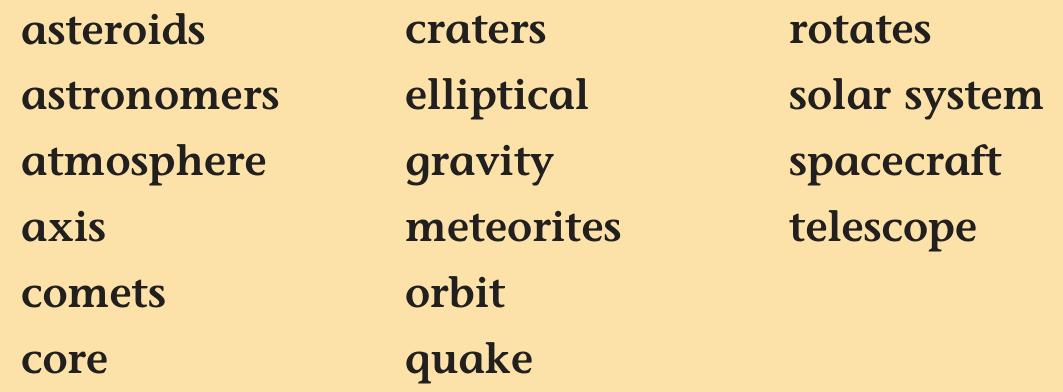 asteroids
astronomers
atmosphere
axis
comets
core
craters
elliptical
gravity
meteorites
orbit
quake
rotates
solar system
spacecraft
telescope